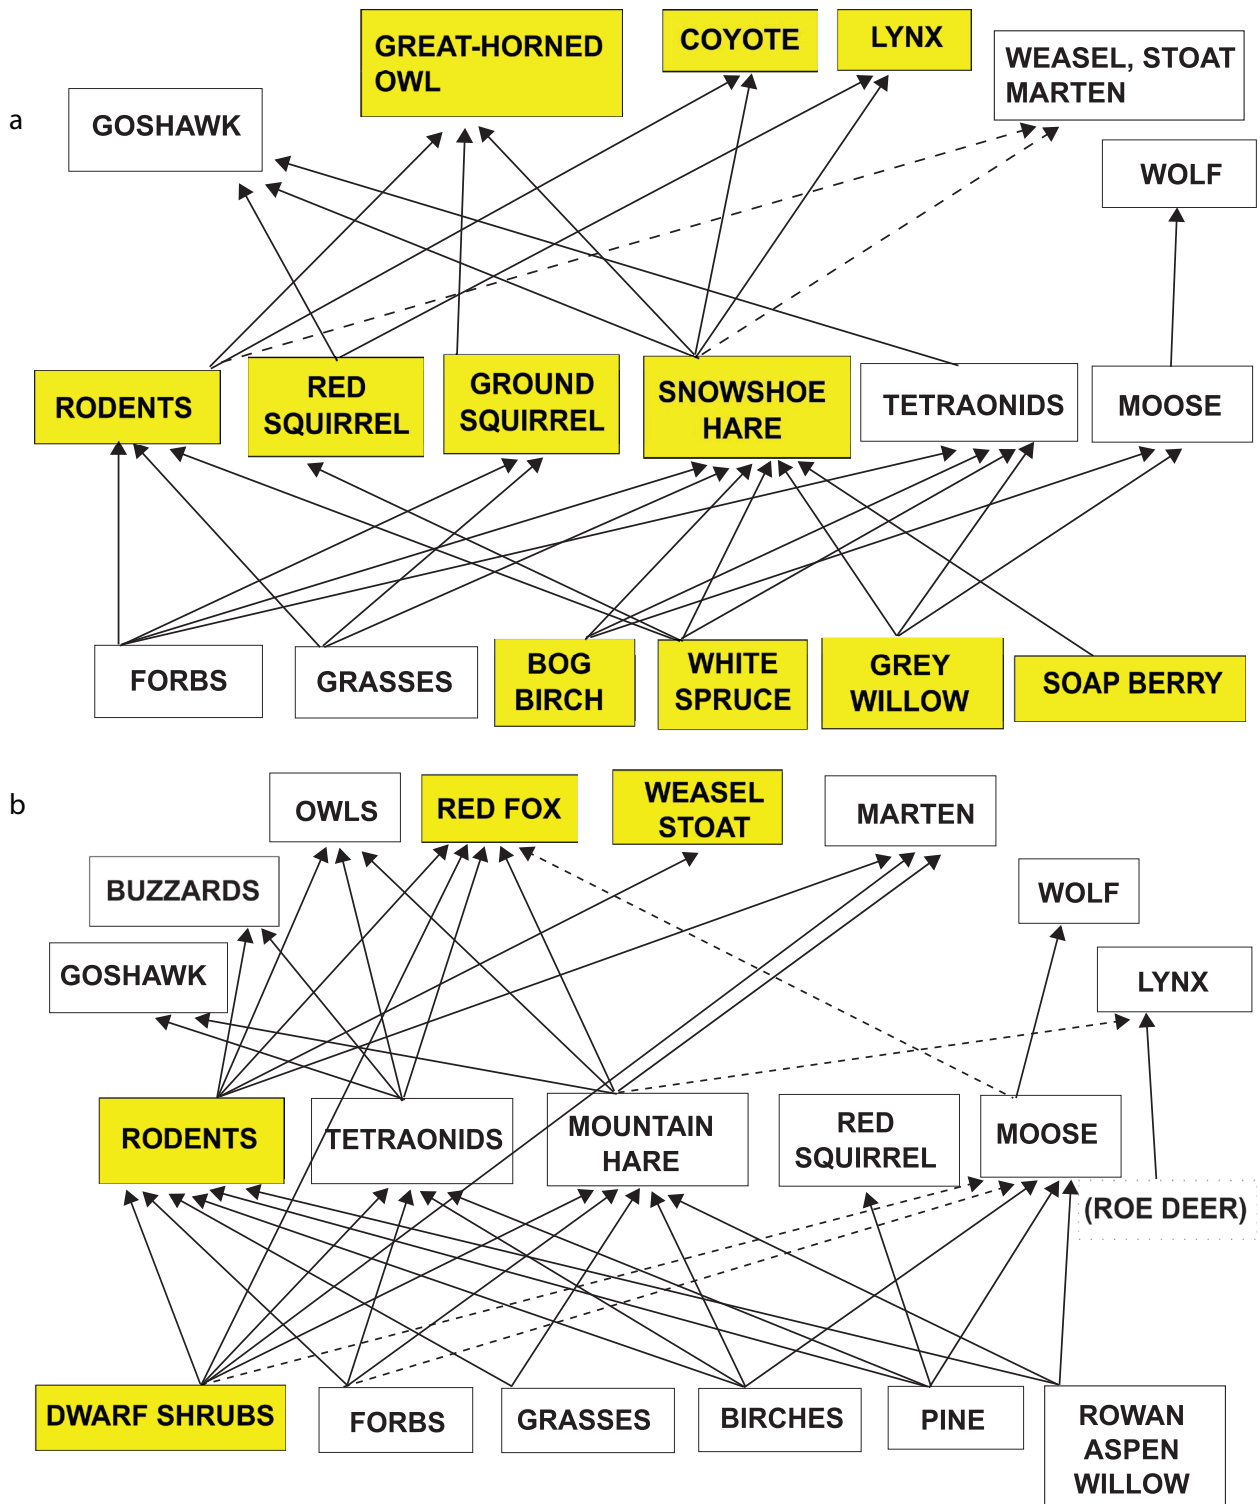 a
GREAT-HORNED
OWL
COYOTE
LYNX
WEASEL, STOAT
MARTEN
GOSHAWK
WOLF
RODENTS
RED
SQUIRREL
GROUND
SQUIRREL
SNOWSHOE
HARE
TETRAONIDS
MOOSE
FORBS
GRASSES
BOG
BIRCH
WHITE
SPRUCE
GREY
WILLOW
SOAP BERRY
b
OWLS
RED FOX
WEASEL
STOAT
MARTEN
BUZZARDS
WOLF
GOSHAWK
LYNX
RODENTS
TETRAONIDS
MOUNTAIN
HARE
RED
SQUIRREL
MOOSE
(ROE DEER)
DWARF SHRUBS
FORBS
GRASSES
BIRCHES
PINE
ROWAN
ASPEN
WILLOW